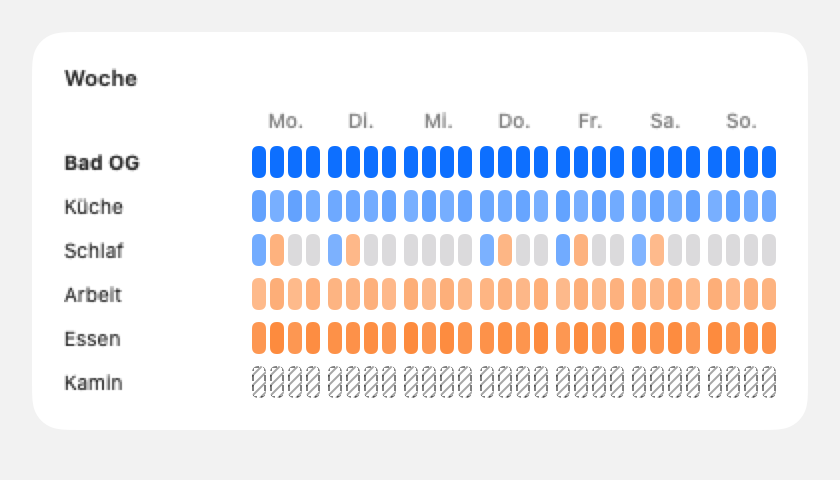 Woche
Mo. Di. Mi. Do. Fr. Sa. So.
Bad OG
Küche
Schlaf
Arbeit
Essen
Kamin